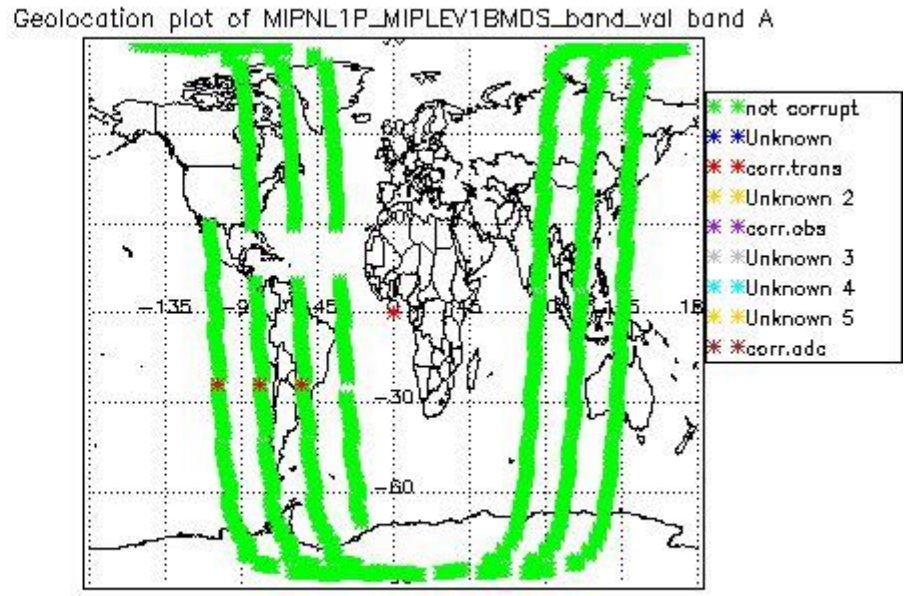 Geolocation plot of MIPNL1P_MIPLEV1BMDS_band_val band A
not corrupt
Unknown
corr.trans
Unknown 2
corr.obs
Unknown 3
Unknown 4
Unknown 5
corr.adc
-135
-30
-60